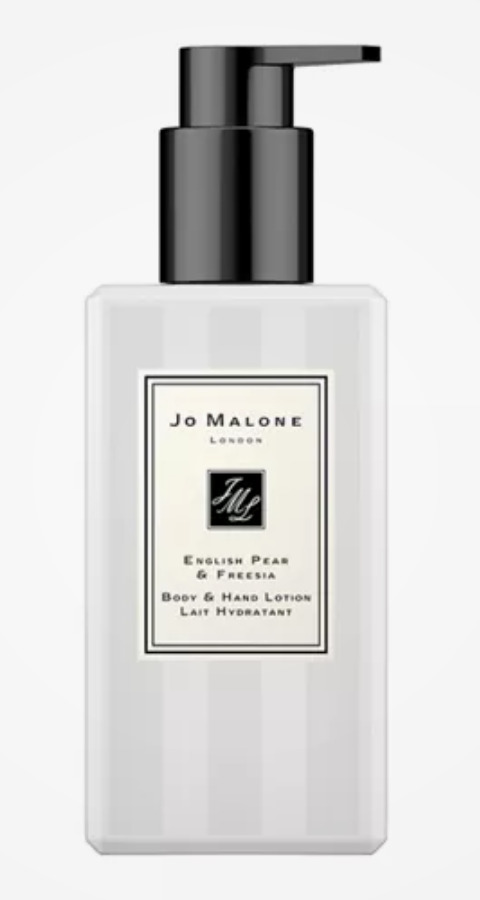 Jo Malone
London
JML
English Pear
& Freesia
Body & Hand Lotion
Lait Hydratant